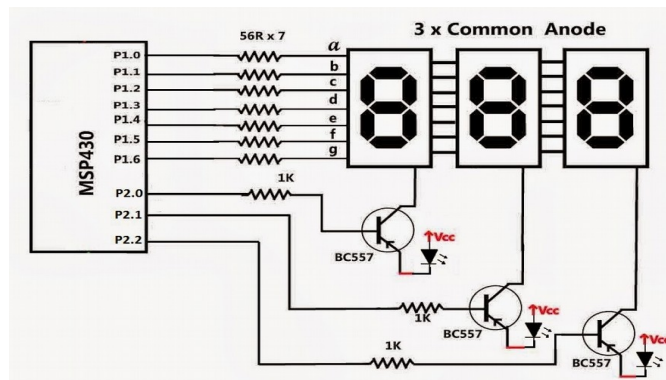 3 x Common Anode
56R x 7
MSP430
P1.0
P1.1
P1.2
P1.3
P1.4
P1.5
P1.6
P2.0
P2.1
P2.2
a
b
c
d
e
f
g
1K
BC557
Vcc
1K
BC557
Vcc
1K
BC557
Vcc